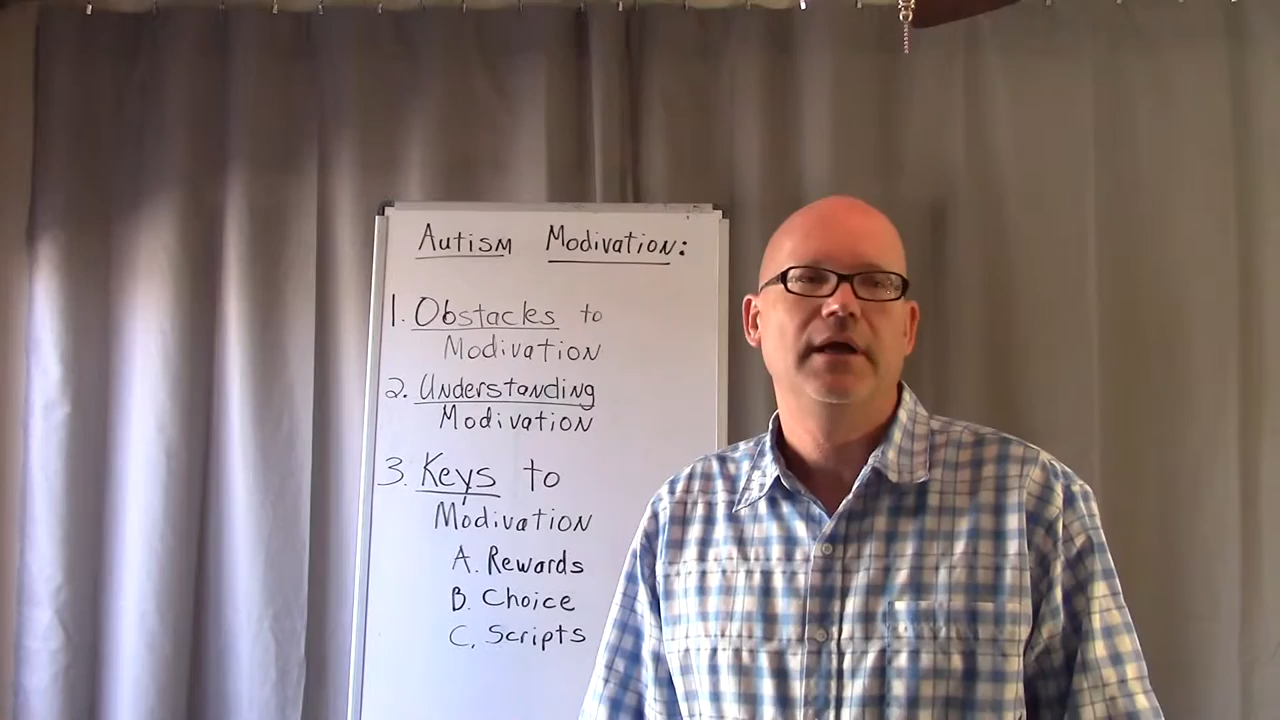 Autism Modivation:
1. Obstacles to
Modivation
2. Understanding
Modivation
3. Keys to
Modivation
A. Rewards
B. Choice
C. Scripts